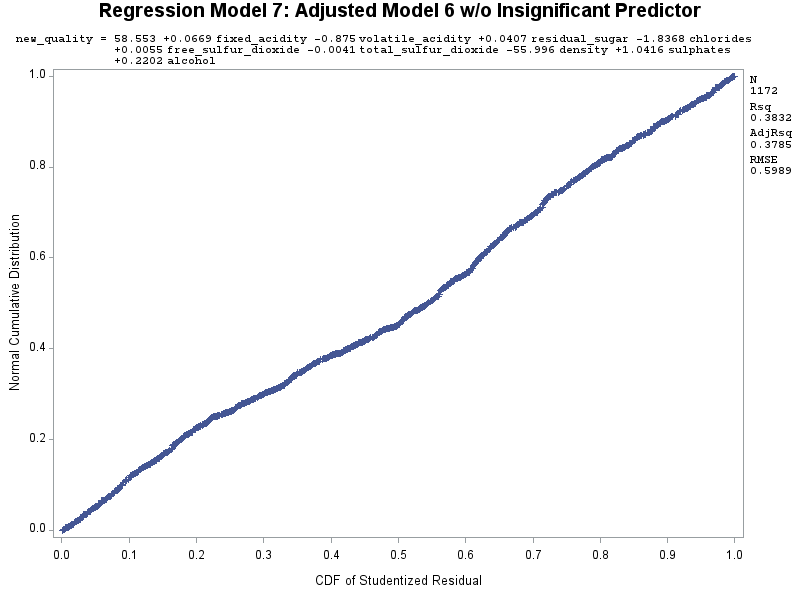 Regression Model 7: Adjusted Model 6 w/o Insignificant Predictor
new_quality = 58.553 +0.0669 fixed_acidity -0.875 volatile_acidity +0.0407 residual_sugar -1.8368 chlorides
+0.0055 free_sulfur_dioxide -0.0041 total_sulfur_dioxide -55.996 density +1.0416 sulphates
+0.2202 alcohol
1.0
0.8
0.6
0.4
0.2
0.0
Normal Cumulative Distribution
N
1172
Rsq
0.3832
AdjRsq
0.3785
RMSE
0.5989
0.0 0.1 0.2 0.3 0.4 0.5 0.6 0.7 0.8 0.9 1.0
CDF of Studentized Residual